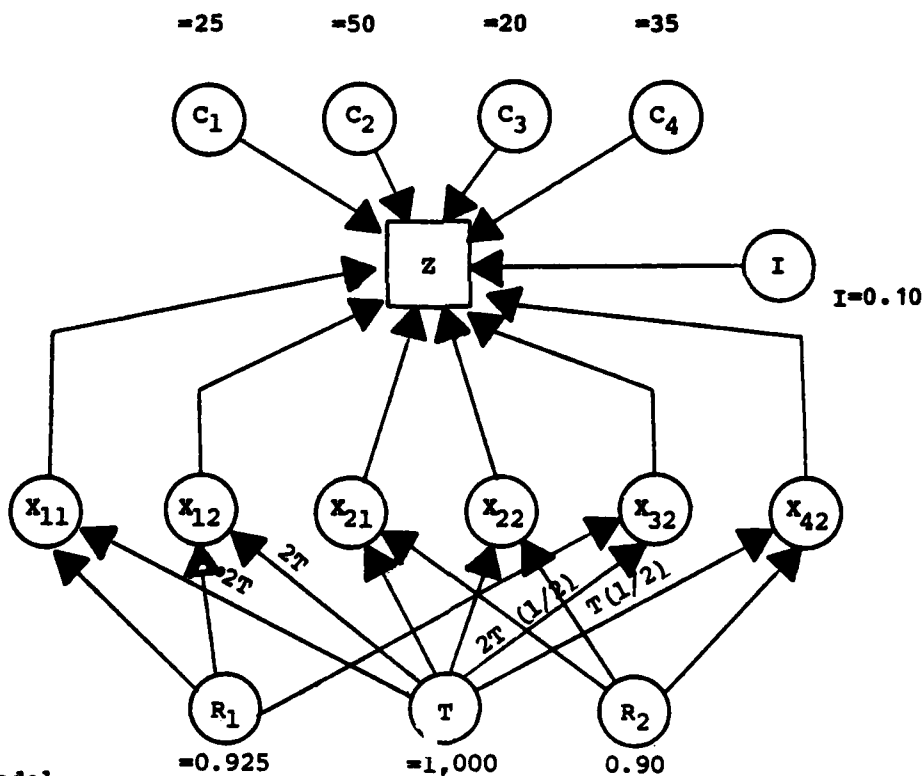 =25 =50 =20 =35
C1 C2 C3 C4
Z I
I=0.10
X11 X12 X21 X22 X32 X42
2T 2T 2T (1/2) T(1/2)
R1 T R2
=0.925 =1,000 0.90